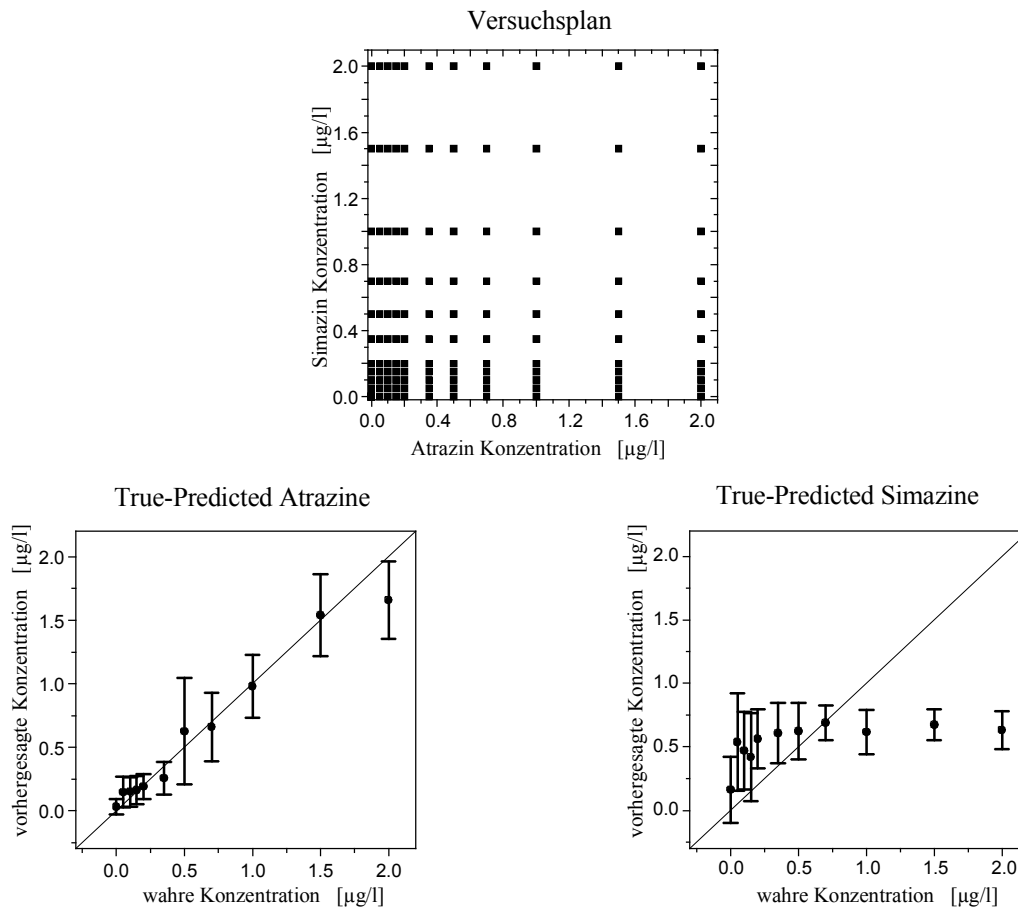 Versuchsplan
2.0
1.6
1.2
0.8
0.4
0.0
Simazin Konzentration [µg/l]
0.0 0.4 0.8 1.2 1.6 2.0
Atrazin Konzentration [µg/l]
True-Predicted Atrazine
2.0
1.5
1.0
0.5
0.0
vorhergesagte Konzentration [µg/l]
0.0 0.5 1.0 1.5 2.0
wahre Konzentration [µg/l]
True-Predicted Simazine
2.0
1.5
1.0
0.5
0.0
vorhergesagte Konzentration [µg/l]
0.0 0.5 1.0 1.5 2.0
wahre Konzentration [µg/l]